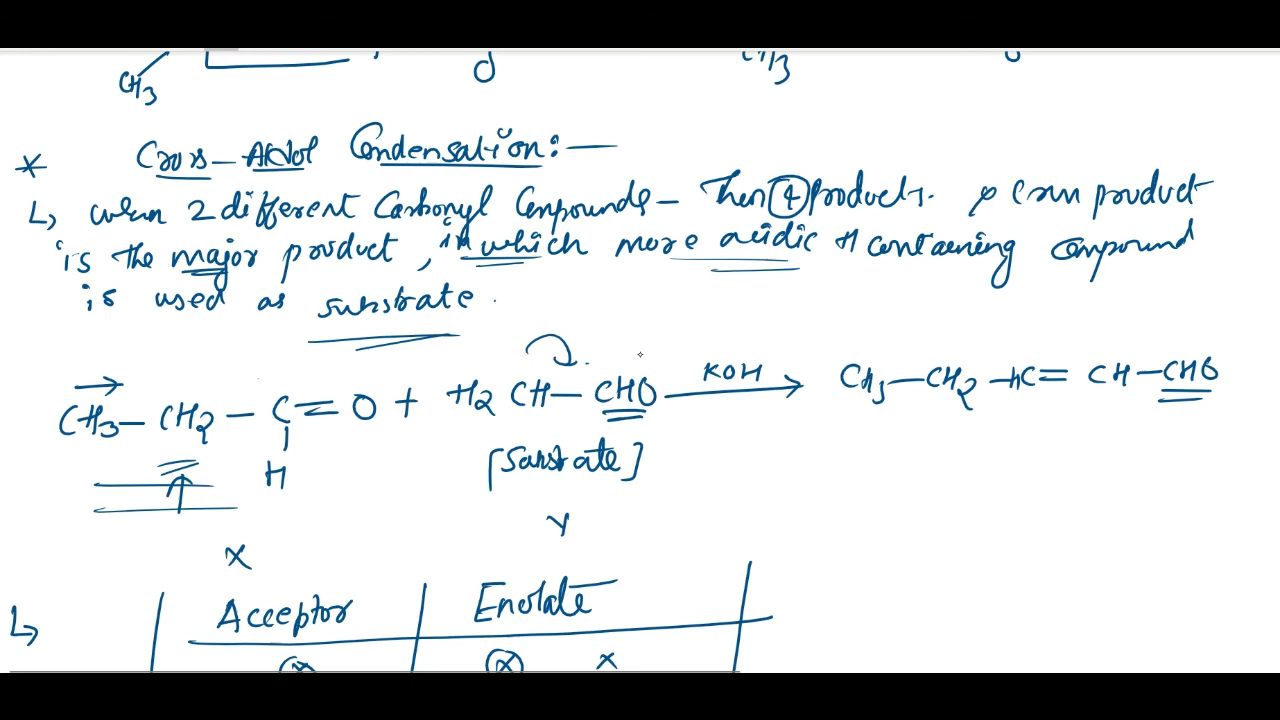 CH3 CH3
* Cross-Aldol Condensation:—
↳ when 2 different Carbonyl Compounds - Then 4 products. & Cross product
is the major product, in which more acidic H containing compound
is used as substrate.
CH3—CH2—C=O + H2CH—CHO KOH→ CH3—CH2—HC=CH—CHO
H [Substrate]
X Y
↳ Acceptor Enolate
X X X